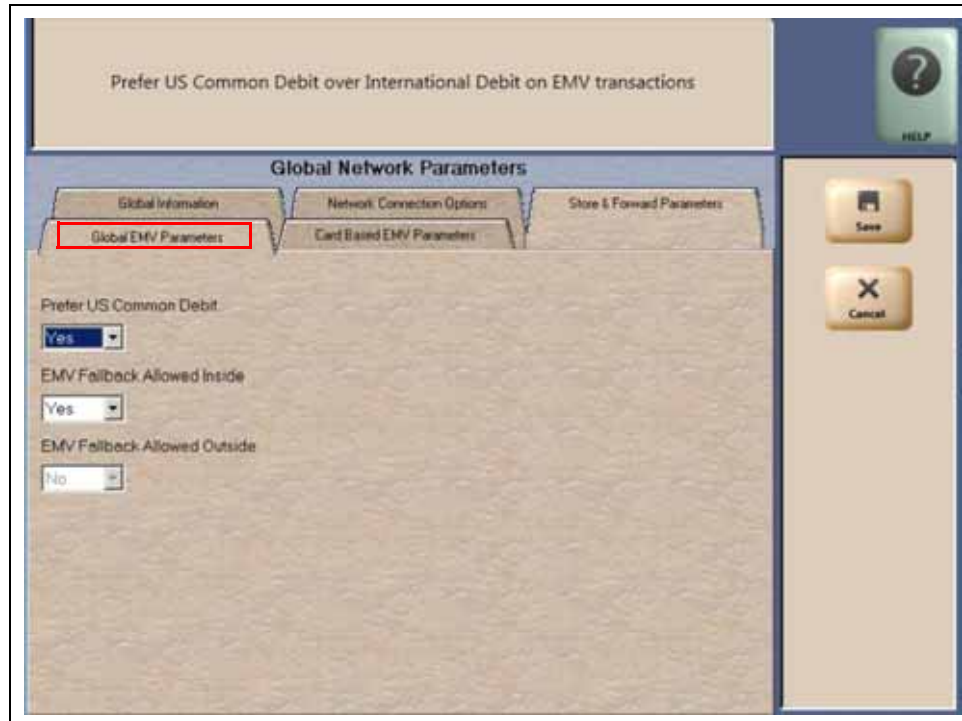 Prefer US Common Debit over International Debit on EMV transactions
HELP
Global Network Parameters
Global Information
Network Connection Options
Store & Forward Parameters
Global EMV Parameters
Card Based EMV Parameters
Save
Cancel
Prefer US Common Debit
Yes
EMV Fallback Allowed Inside
Yes
EMV Fallback Allowed Outside
No